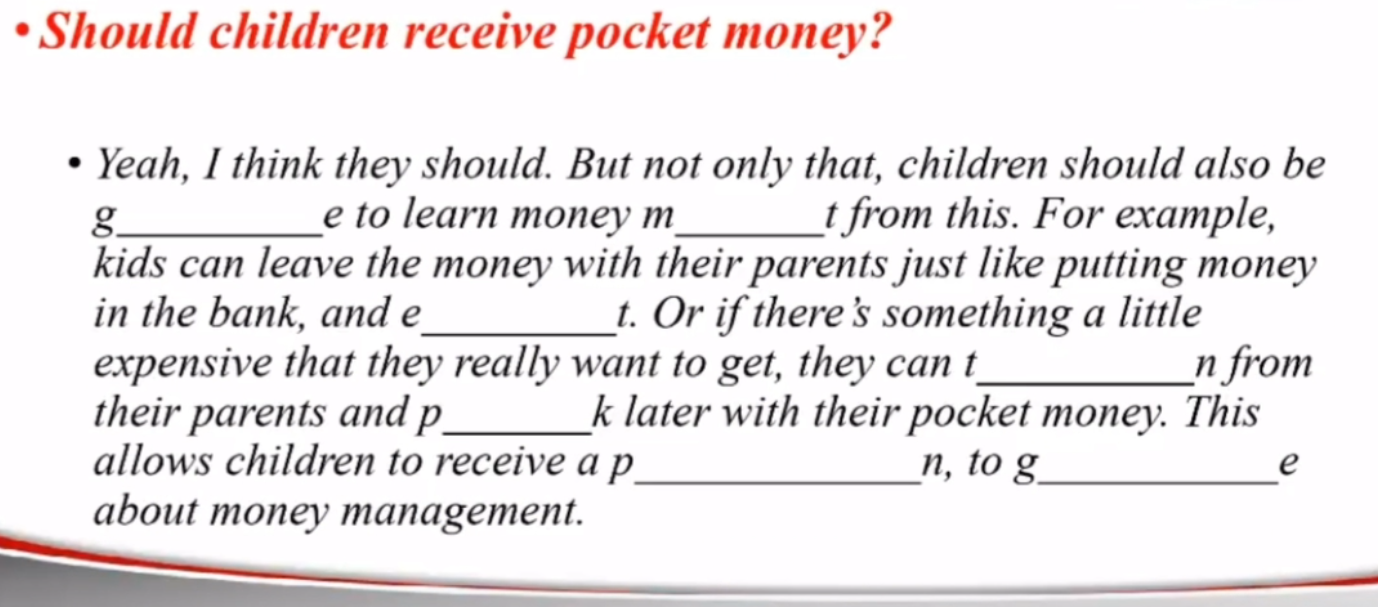 • Should children receive pocket money?
• Yeah, I think they should. But not only that, children should also be
g__________e to learn money m_______t from this. For example,
kids can leave the money with their parents just like putting money
in the bank, and e_________t. Or if there’s something a little
expensive that they really want to get, they can t__________n from
their parents and p_______k later with their pocket money. This
allows children to receive a p_____________n, to g___________e
about money management.